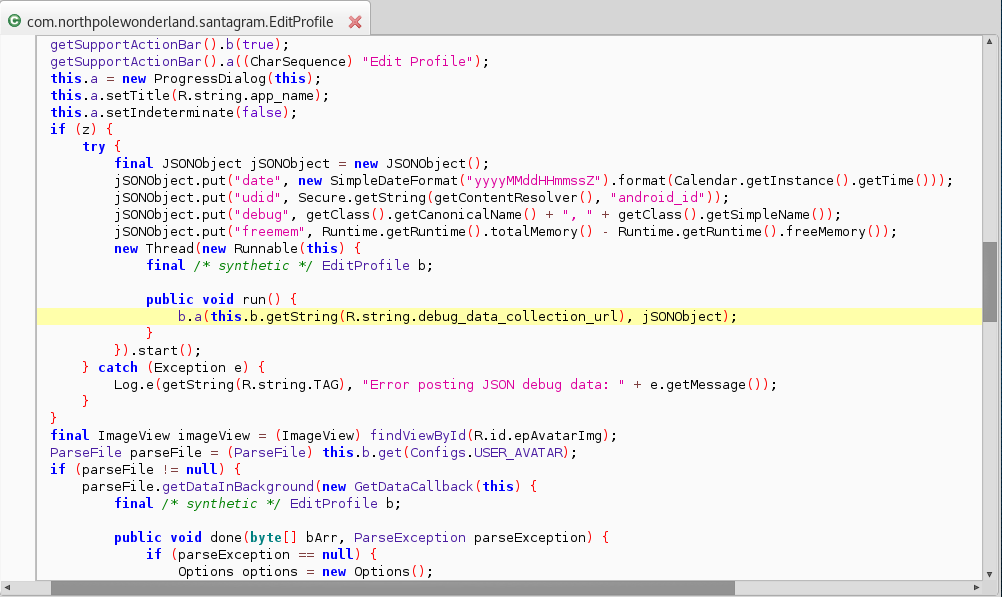 com.northpolewonderland.santagram.EditProfile
getSupportActionBar().b(true);
getSupportActionBar().a((CharSequence) "Edit Profile");
this.a = new ProgressDialog(this);
this.a.setTitle(R.string.app_name);
this.a.setIndeterminate(false);
if (z) {
    try {
        final JSONObject jSONObject = new JSONObject();
        jSONObject.put("date", new SimpleDateFormat("yyyyMMddHHmmssZ").format(Calendar.getInstance().getTime()));
        jSONObject.put("udid", Secure.getString(getContentResolver(), "android_id"));
        jSONObject.put("debug", getClass().getCanonicalName() + ", " + getClass().getSimpleName());
        jSONObject.put("freemem", Runtime.getRuntime().totalMemory() - Runtime.getRuntime().freeMemory());
        new Thread(new Runnable(this) {
            final /* synthetic */ EditProfile b;

            public void run() {
                b.a(this.b.getString(R.string.debug_data_collection_url), jSONObject);
            }
        }).start();
    } catch (Exception e) {
        Log.e(getString(R.string.TAG), "Error posting JSON debug data: " + e.getMessage());
    }
}
final ImageView imageView = (ImageView) findViewById(R.id.epAvatarImg);
ParseFile parseFile = (ParseFile) this.b.get(Configs.USER_AVATAR);
if (parseFile != null) {
    parseFile.getDataInBackground(new GetDataCallback(this) {
        final /* synthetic */ EditProfile b;

        public void done(byte[] bArr, ParseException parseException) {
            if (parseException == null) {
                Options options = new Options();